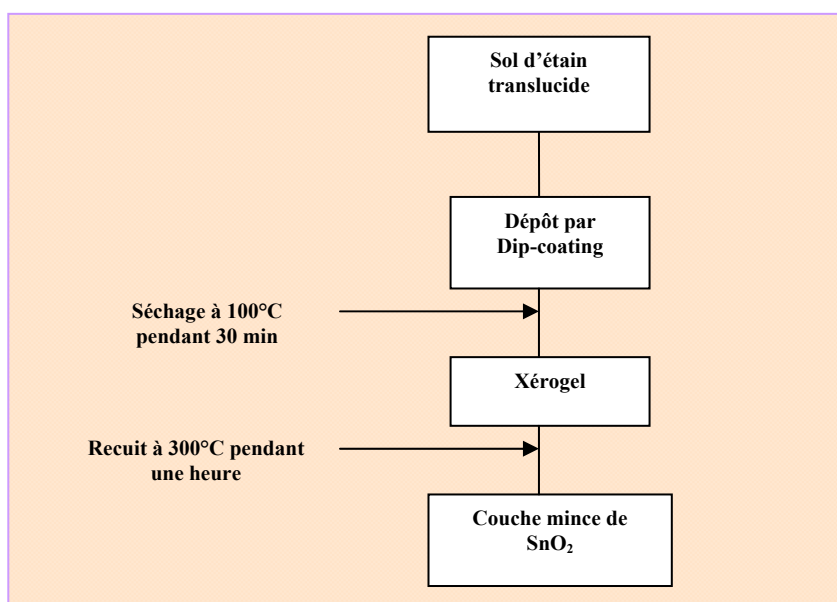 Sol d’étain
translucide
Dépôt par
Dip-coating
Séchage à 100°C
pendant 30 min
Xérogel
Recuit à 300°C pendant
une heure
Couche mince de
SnO₂